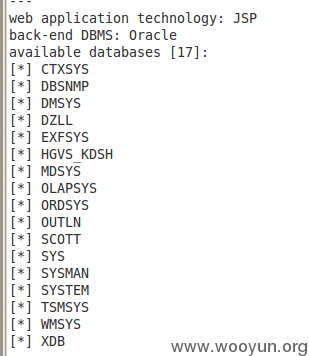 ---
web application technology: JSP
back-end DBMS: Oracle
available databases [17]:
[*] CTXSYS
[*] DBSNMP
[*] DMSYS
[*] DZLL
[*] EXFSYS
[*] HGVS_KDSH
[*] MDSYS
[*] OLAPSYS
[*] ORDSYS
[*] OUTLN
[*] SCOTT
[*] SYS
[*] SYSMAN
[*] SYSTEM
[*] TSMSYS
[*] WMSYS
[*] XDB
www.wooyun.org